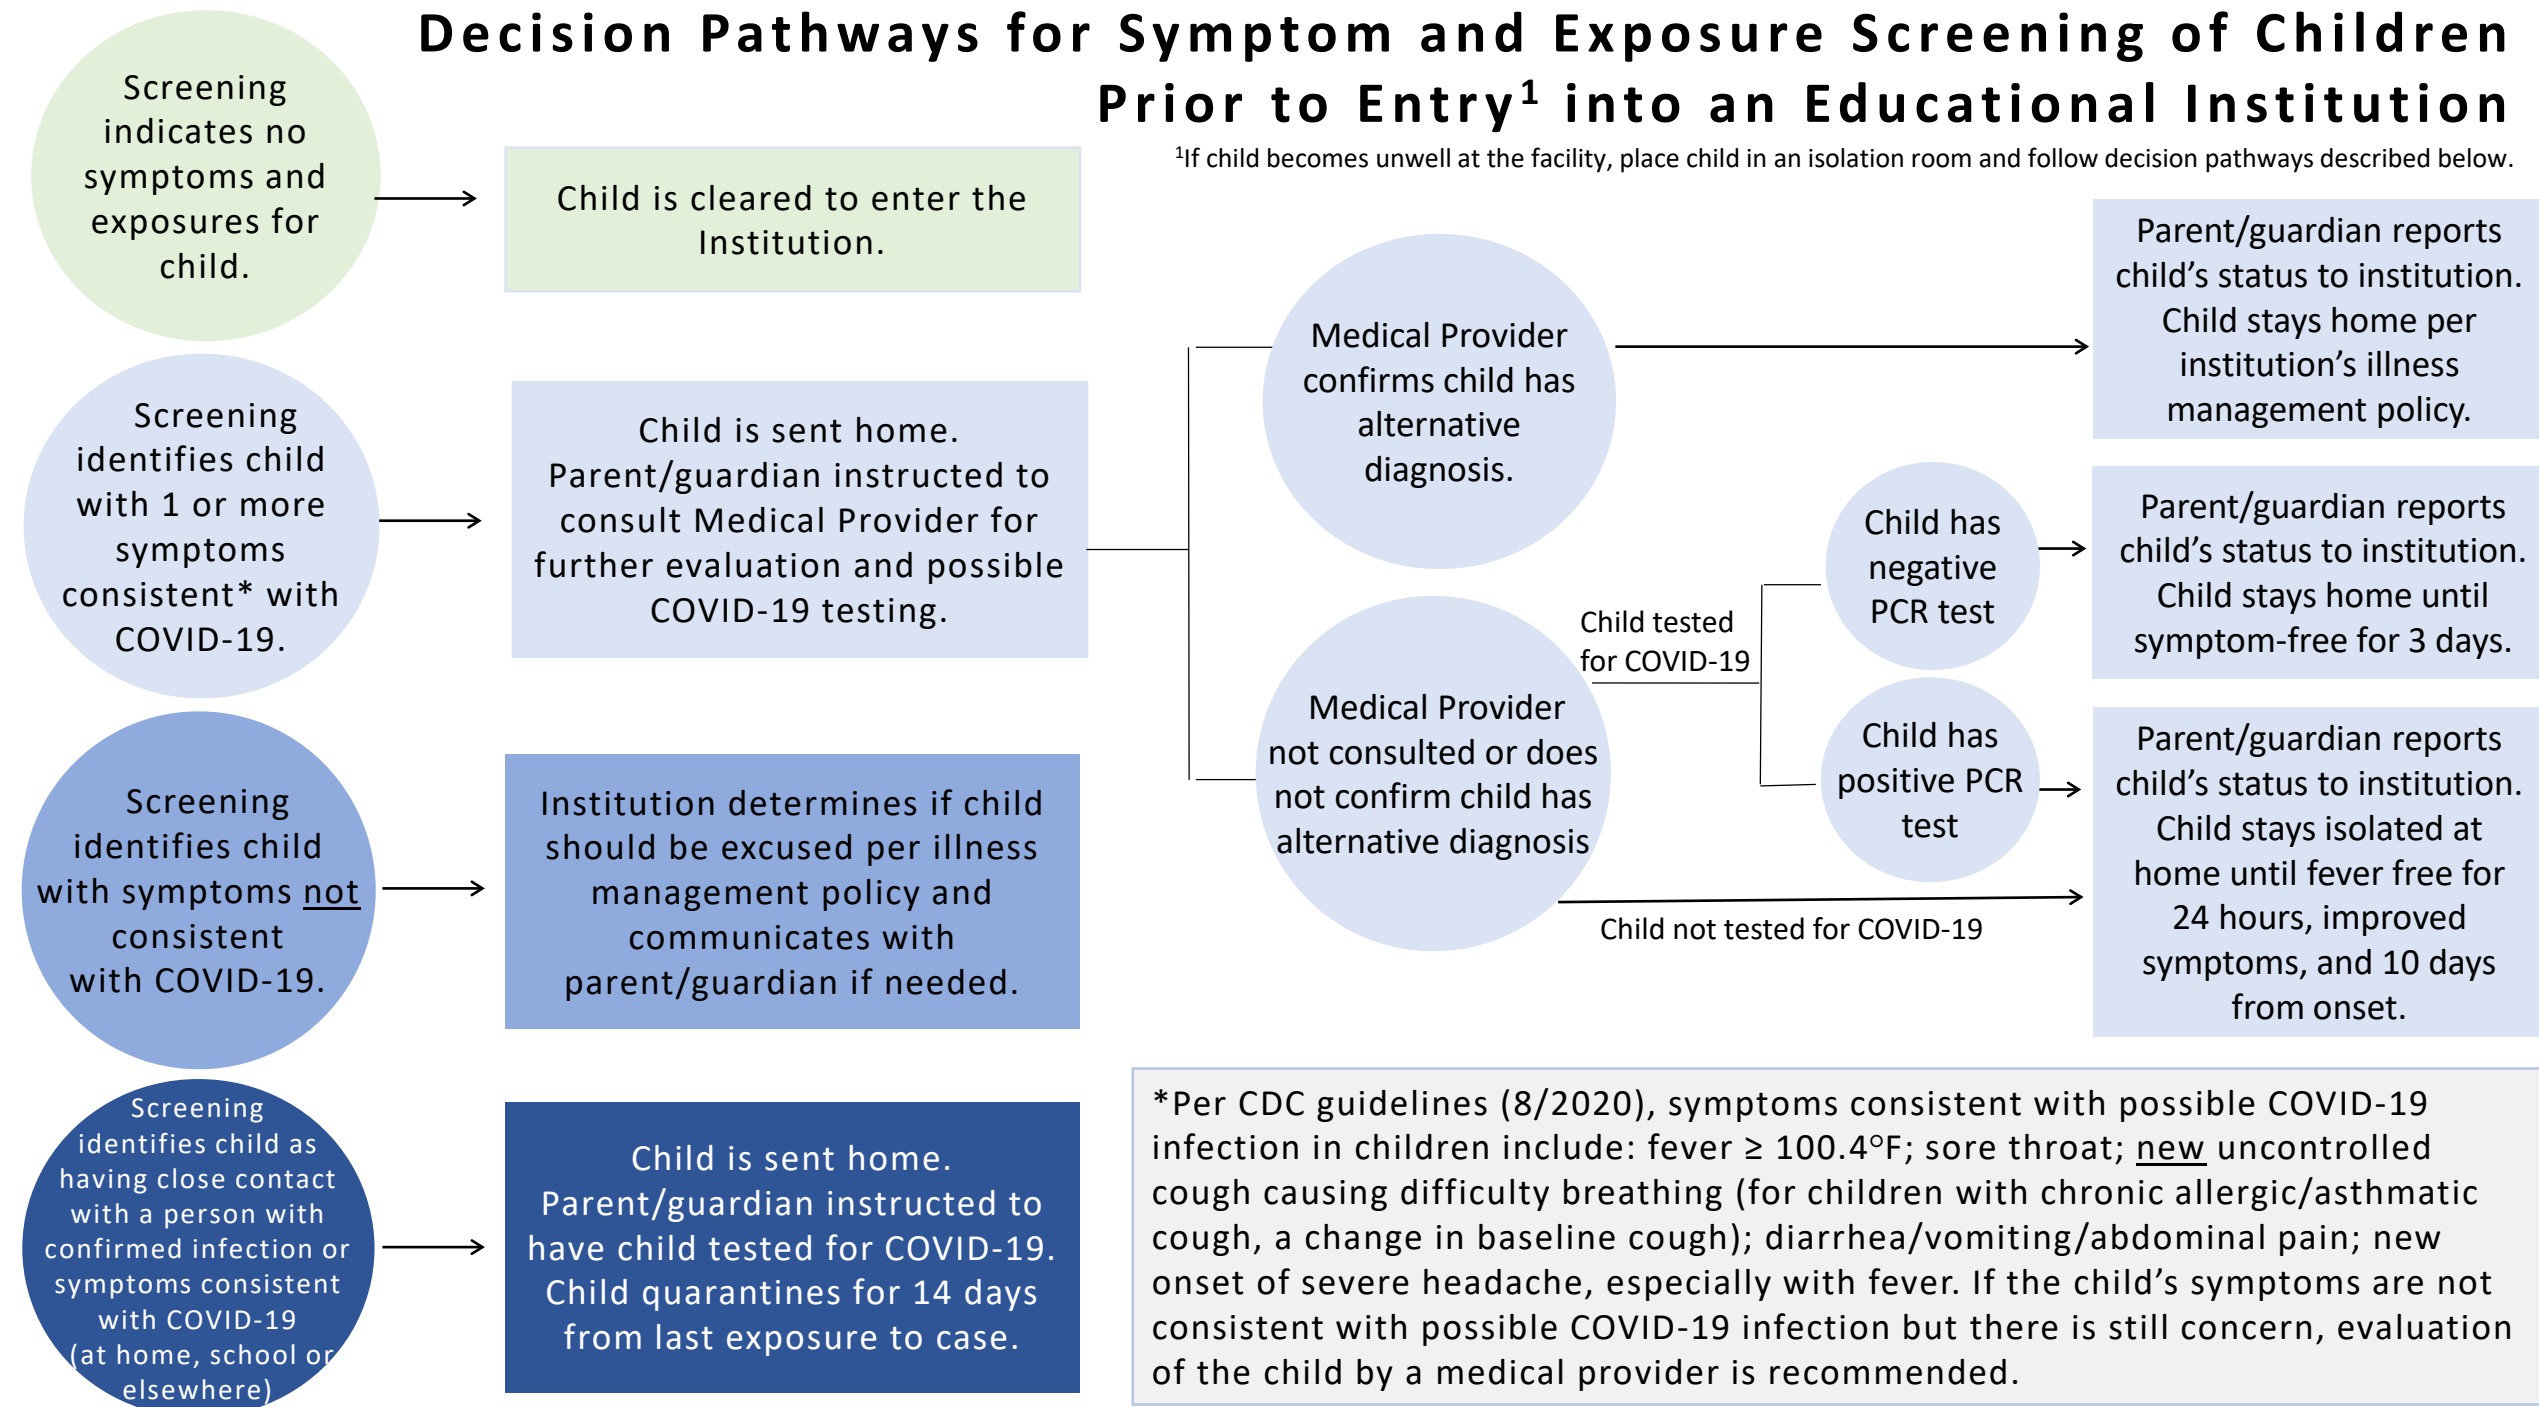 Decision Pathways for Symptom and Exposure Screening of Children
Prior to Entry¹ into an Educational Institution
¹If child becomes unwell at the facility, place child in an isolation room and follow decision pathways described below.
Screening
indicates no
symptoms and
exposures for
child.
Child is cleared to enter the
Institution.
Screening
identifies child
with 1 or more
symptoms
consistent* with
COVID-19.
Child is sent home.
Parent/guardian instructed to
consult Medical Provider for
further evaluation and possible
COVID-19 testing.
Medical Provider
confirms child has
alternative
diagnosis.
Parent/guardian reports
child’s status to institution.
Child stays home per
institution’s illness
management policy.
Medical Provider
not consulted or does
not confirm child has
alternative diagnosis
Child tested
for COVID-19
Child has
negative
PCR test
Parent/guardian reports
child’s status to institution.
Child stays home until
symptom-free for 3 days.
Child has
positive PCR
test
Child not tested for COVID-19
Parent/guardian reports
child’s status to institution.
Child stays isolated at
home until fever free for
24 hours, improved
symptoms, and 10 days
from onset.
Screening
identifies child
with symptoms not
consistent
with COVID-19.
Institution determines if child
should be excused per illness
management policy and
communicates with
parent/guardian if needed.
Screening
identifies child as
having close contact
with a person with
confirmed infection or
symptoms consistent
with COVID-19
(at home, school or
elsewhere)
Child is sent home.
Parent/guardian instructed to
have child tested for COVID-19.
Child quarantines for 14 days
from last exposure to case.
*Per CDC guidelines (8/2020), symptoms consistent with possible COVID-19
infection in children include: fever ≥ 100.4°F; sore throat; new uncontrolled
cough causing difficulty breathing (for children with chronic allergic/asthmatic
cough, a change in baseline cough); diarrhea/vomiting/abdominal pain; new
onset of severe headache, especially with fever. If the child’s symptoms are not
consistent with possible COVID-19 infection but there is still concern, evaluation
of the child by a medical provider is recommended.